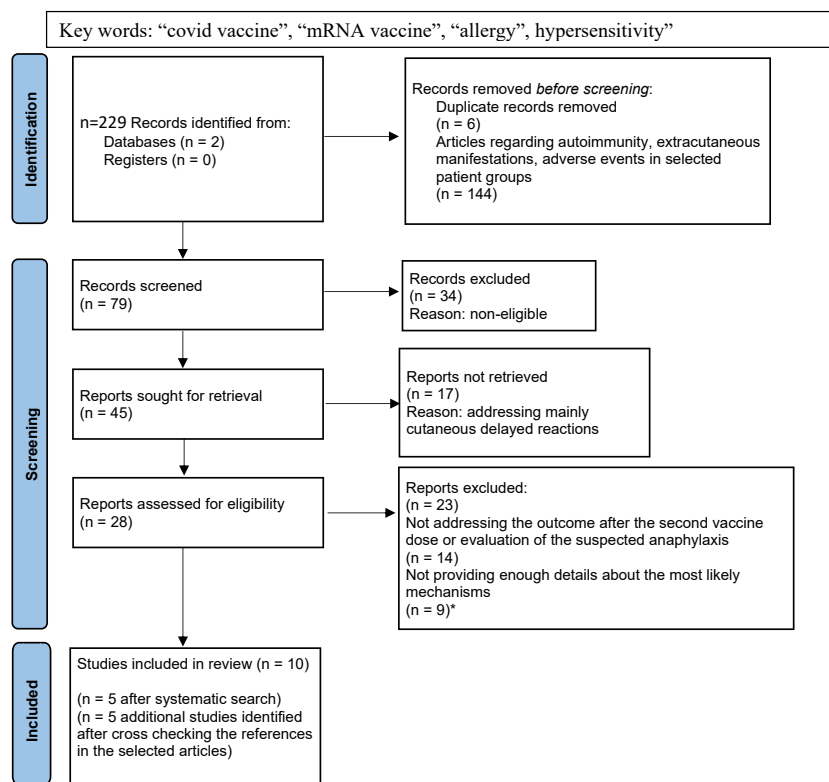 Key words: “covid vaccine”, “mRNA vaccine”, “allergy”, hypersensitivity”
Identification
n=229 Records identified from:
Databases (n = 2)
Registers (n = 0)
Records removed before screening:
Duplicate records removed
(n = 6)
Articles regarding autoimmunity, extracutaneous
manifestations, adverse events in selected
patient groups
(n = 144)
Screening
Records screened
(n = 79)
Records excluded
(n = 34)
Reason: non-eligible
Reports sought for retrieval
(n = 45)
Reports not retrieved
(n = 17)
Reason: addressing mainly
cutaneous delayed reactions
Reports assessed for eligibility
(n = 28)
Reports excluded:
(n = 23)
Not addressing the outcome after the second vaccine
dose or evaluation of the suspected anaphylaxis
(n = 14)
Not providing enough details about the most likely
mechanisms
(n = 9)*
Included
Studies included in review (n = 10)
(n = 5 after systematic search)
(n = 5 additional studies identified
after cross checking the references
in the selected articles)